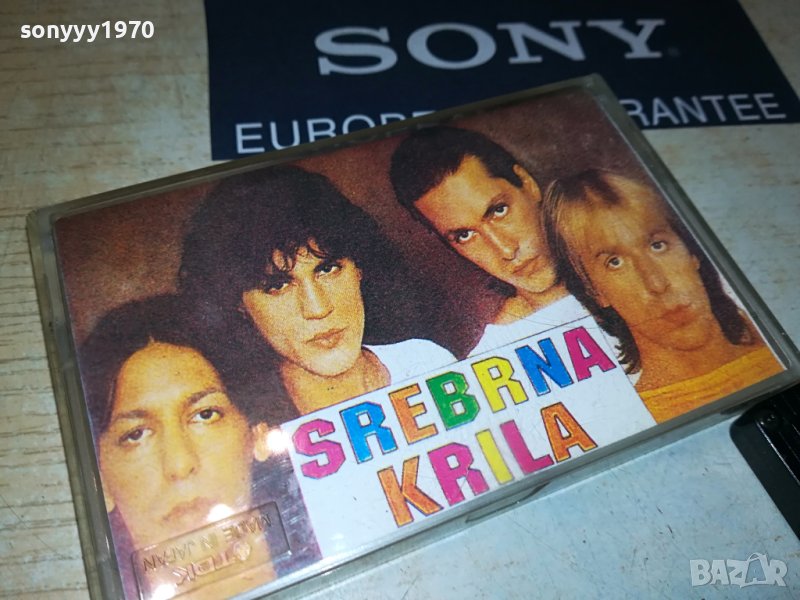 sonyyy1970
SONY
EUROPE RANTEE
SREBRNA
KRILA
TDK
MADE IN JAPAN
BAZAR